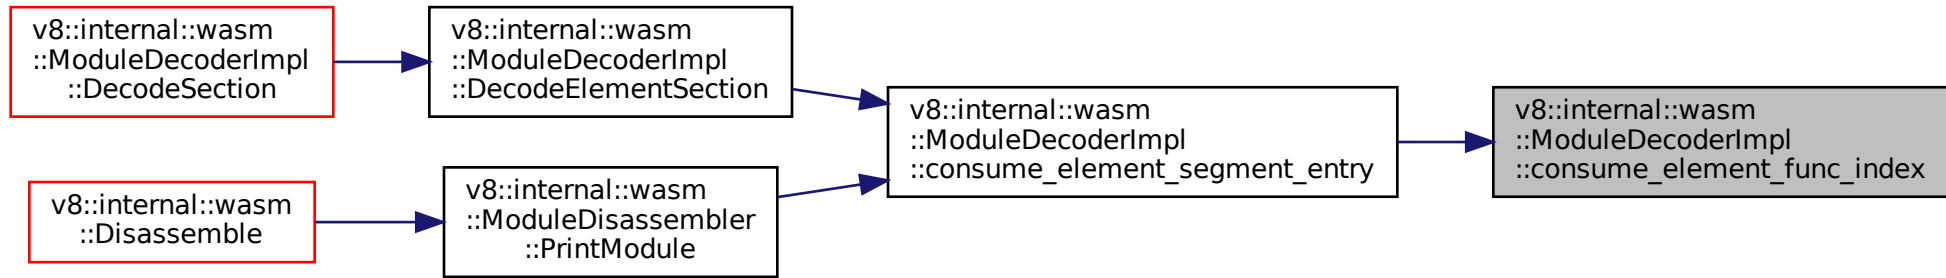 v8::internal::wasm
::ModuleDecoderImpl
::DecodeSection
v8::internal::wasm
::ModuleDecoderImpl
::DecodeElementSection
v8::internal::wasm
::Disassemble
v8::internal::wasm
::ModuleDisassembler
::PrintModule
v8::internal::wasm
::ModuleDecoderImpl
::consume_element_segment_entry
v8::internal::wasm
::ModuleDecoderImpl
::consume_element_func_index